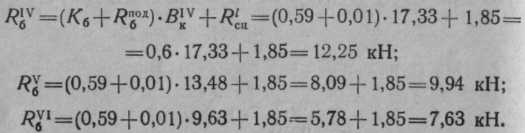 R_б^IV=(K_б+R_б^пол)·B_к^IV+R_сц^l=(0,59+0,01)·17,33+1,85=
=0,6·17,33+1,85=12,25 кН;
R_б^V=(0,59+0,01)·13,48+1,85=8,09+1,85=9,94 кН;
R_б^VI=(0,59+0,01)·9,63+1,85=5,78+1,85=7,63 кН.